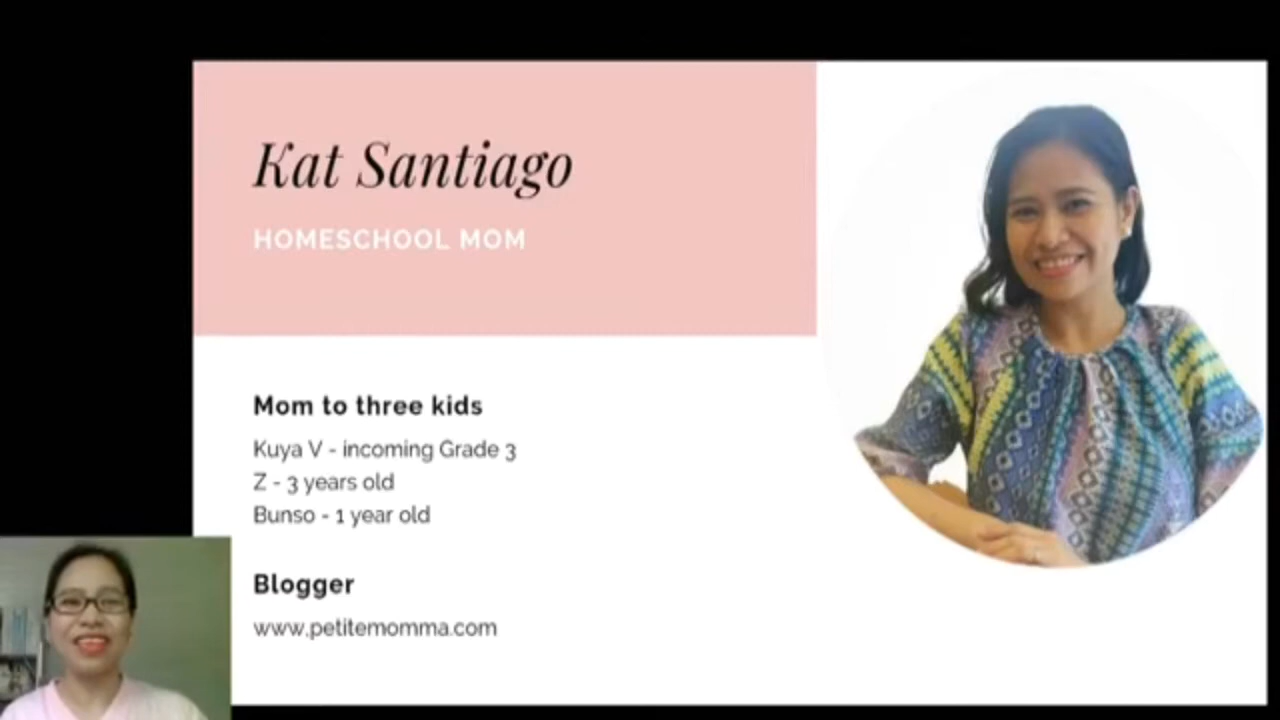 Kat Santiago
HOMESCHOOL MOM
Mom to three kids
Kuya V - incoming Grade 3
Z - 3 years old
Bunso - 1 year old
Blogger
www.petitemomma.com